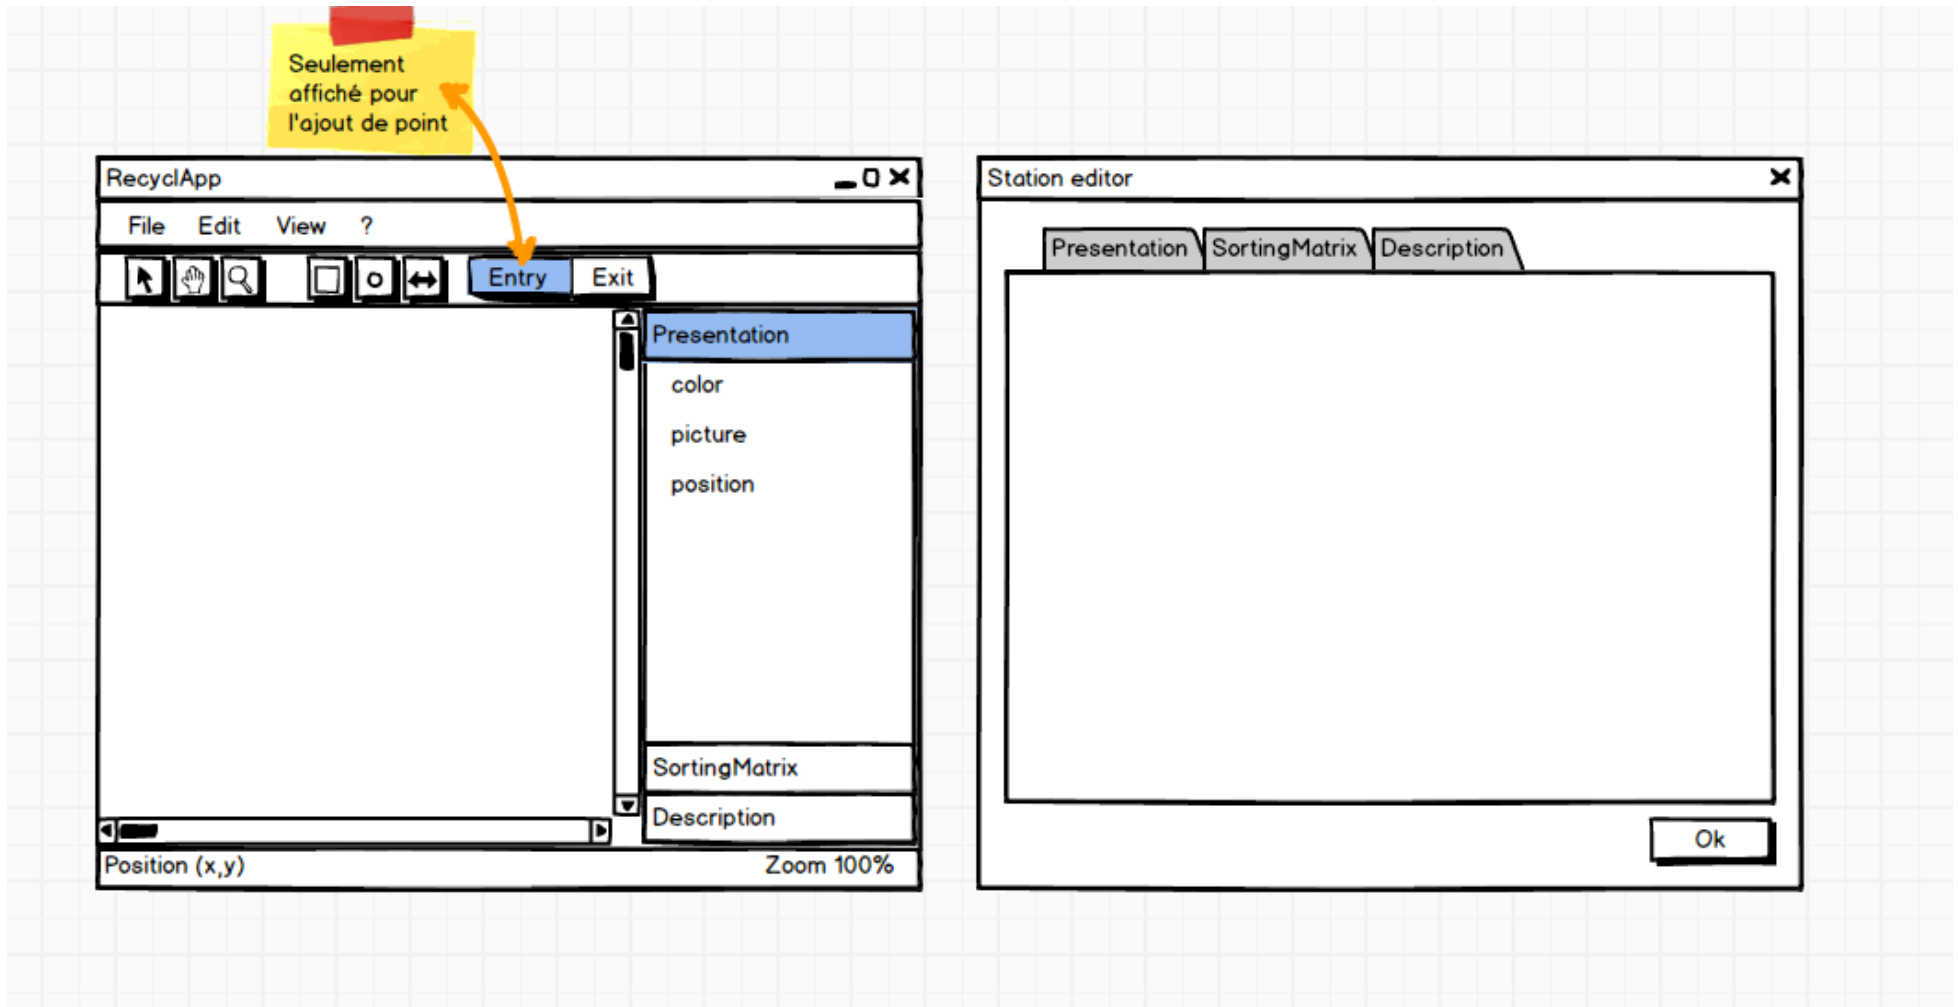 Seulement
affiché pour
l'ajout de point
RecyclApp
File Edit View ?
Entry Exit
Presentation
color
picture
position
SortingMatrix
Description
Position (x,y) Zoom 100%
Station editor
Presentation SortingMatrix Description
Ok